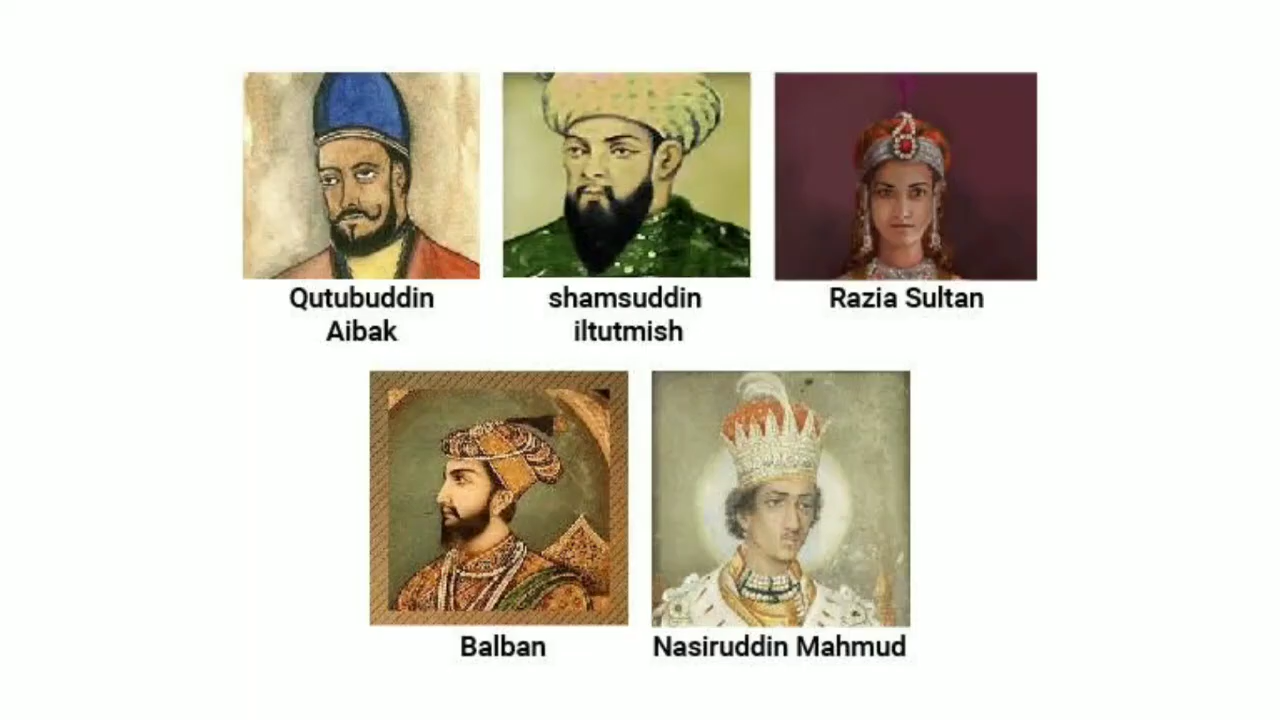 Qutubuddin
Aibak
shamsuddin
iltutmish
Razia Sultan
Balban
Nasiruddin Mahmud